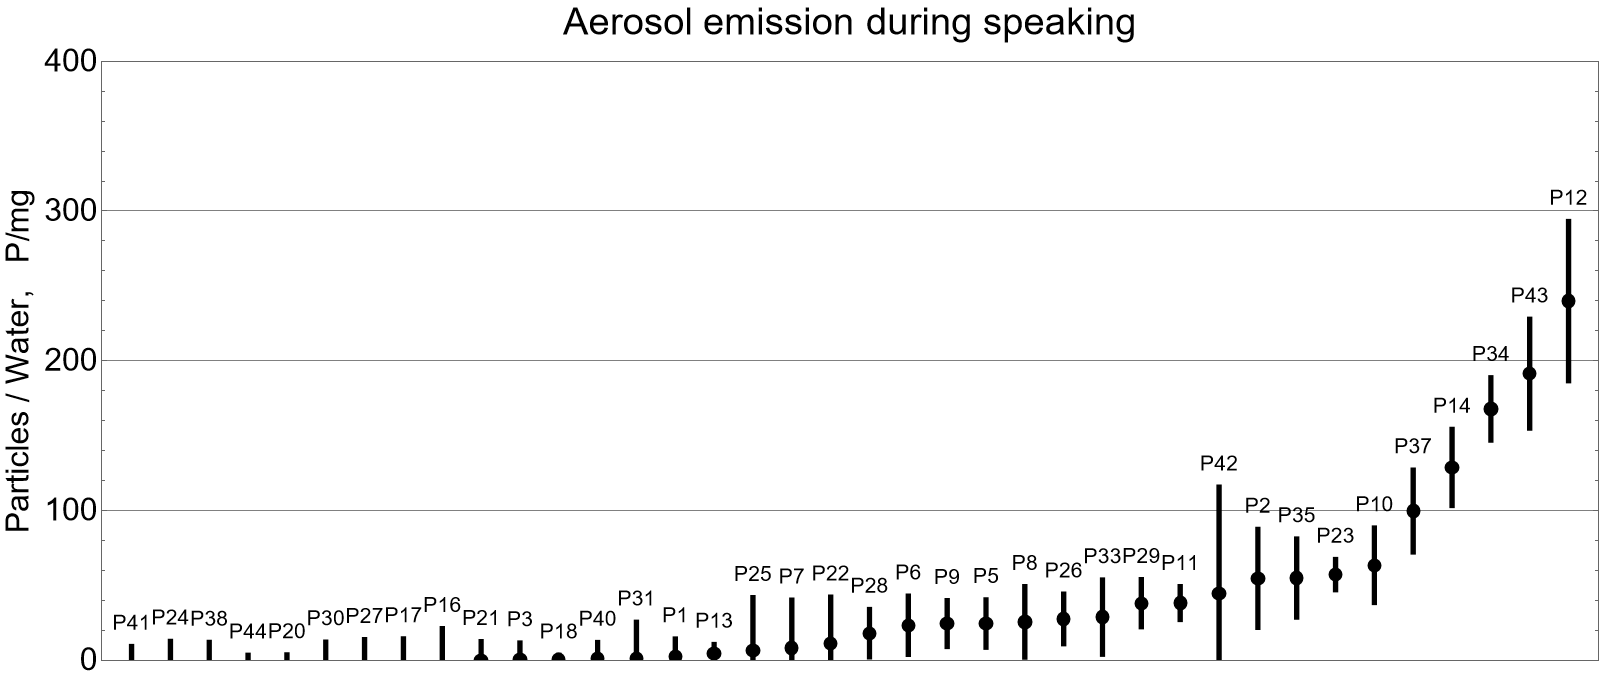 Aerosol emission during speaking
Particles / Water, P/mg
400
300
200
100
0
P41
P24
P38
P44
P20
P30
P27
P17
P16
P21
P3
P18
P40
P31
P1
P13
P25
P7
P22
P28
P6
P9
P5
P8
P26
P33
P29
P11
P42
P2
P35
P23
P10
P37
P14
P34
P43
P12